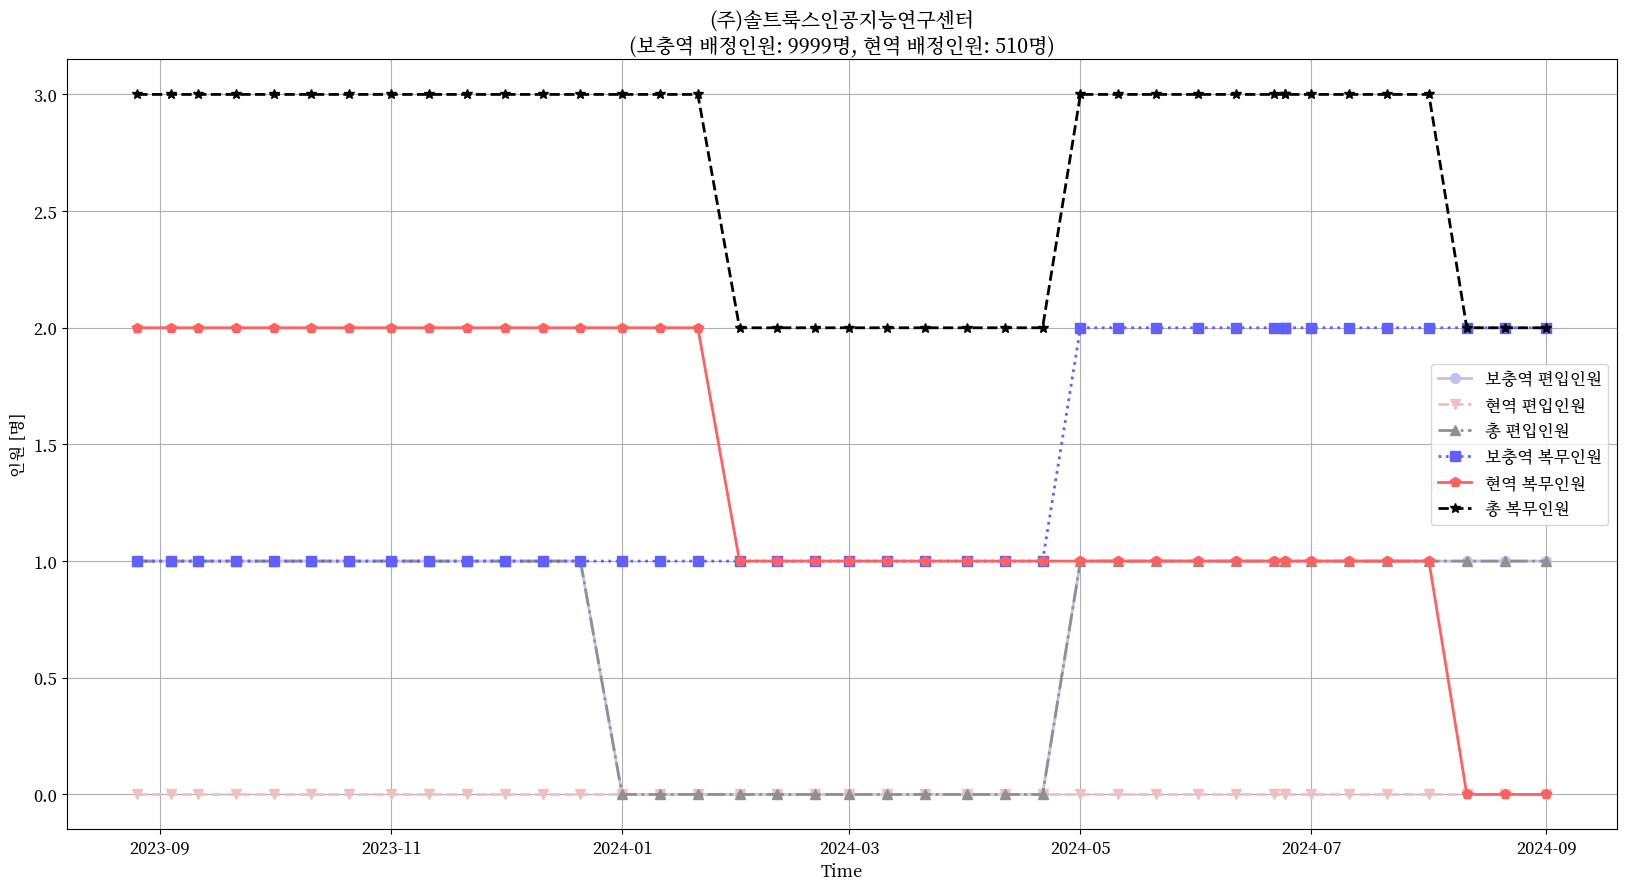 (주)솔트룩스인공지능연구센터
(보충역 배정인원: 9999명, 현역 배정인원: 510명)
3.0
2.5
2.0
1.5
1.0
0.5
0.0
인원 [명]
보충역 편입인원
현역 편입인원
총 편입인원
보충역 복무인원
현역 복무인원
총 복무인원
2023-09 2023-11 2024-01 2024-03 2024-05 2024-07 2024-09
Time